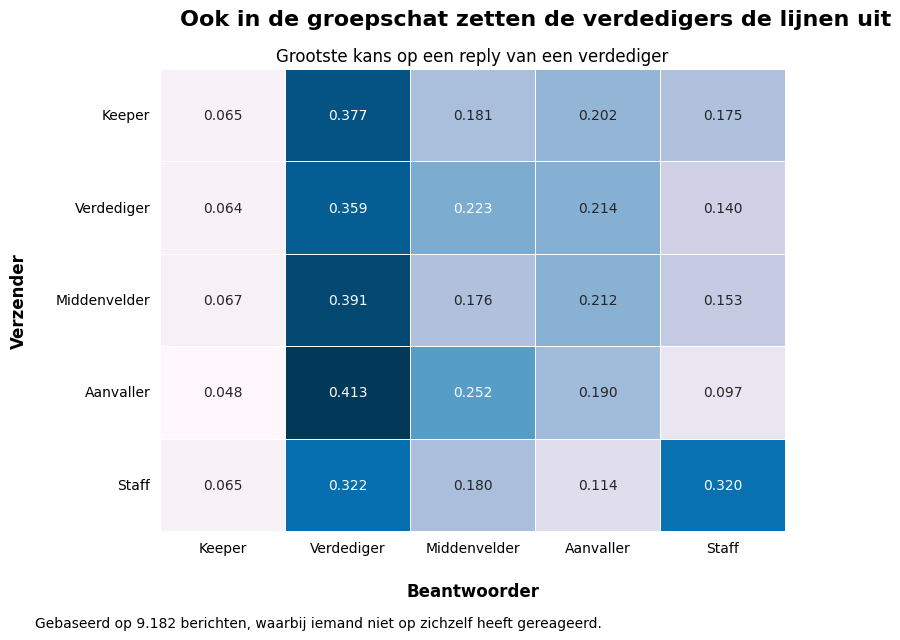 Ook in de groepschat zetten de verdedigers de lijnen uit
Grootste kans op een reply van een verdediger
Verzender
Keeper 0.065 0.377 0.181 0.202 0.175
Verdediger 0.064 0.359 0.223 0.214 0.140
Middenvelder 0.067 0.391 0.176 0.212 0.153
Aanvaller 0.048 0.413 0.252 0.190 0.097
Staff 0.065 0.322 0.180 0.114 0.320
Keeper Verdediger Middenvelder Aanvaller Staff
Beantwoorder
Gebaseerd op 9.182 berichten, waarbij iemand niet op zichzelf heeft gereageerd.